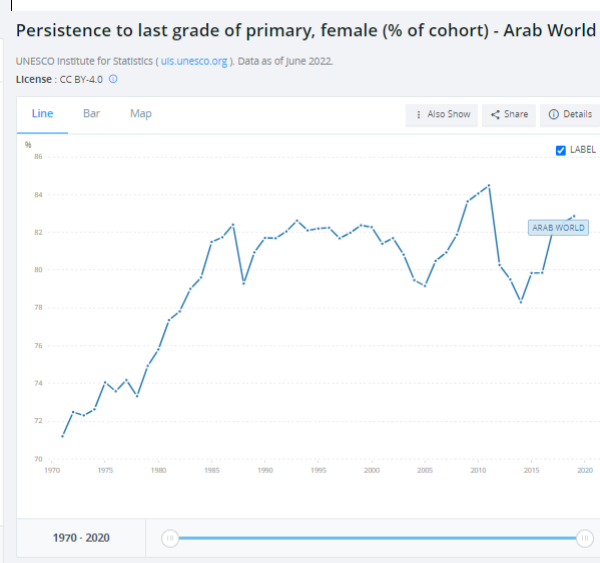 Persistence to last grade of primary, female (% of cohort) - Arab World
UNESCO Institute for Statistics ( uis.unesco.org ). Data as of June 2022.
License : CC BY-4.0
Line Bar Map Also Show Share Details
%
LABEL
86
84
82
ARAB WORLD
80
78
76
74
72
70
1970 1975 1980 1985 1990 1995 2000 2005 2010 2015 2020
1970 - 2020